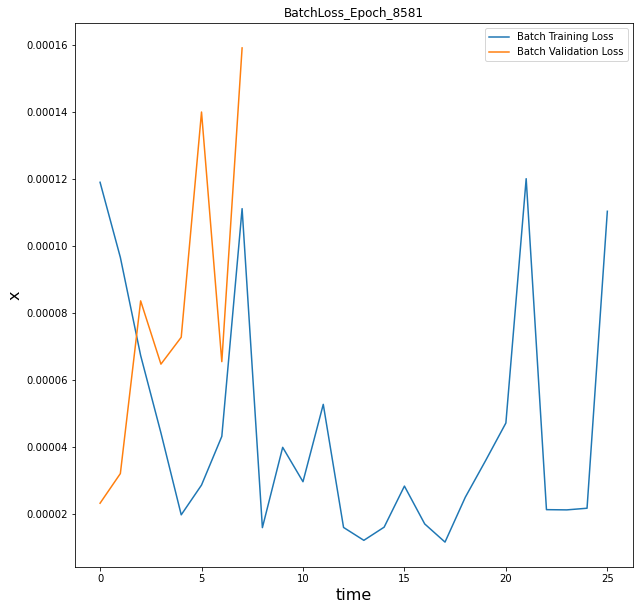 BatchLoss_Epoch_8581
Batch Training Loss
Batch Validation Loss
0.00016
0.00014
0.00012
0.00010
0.00008
0.00006
0.00004
0.00002
x
0 5 10 15 20 25
time